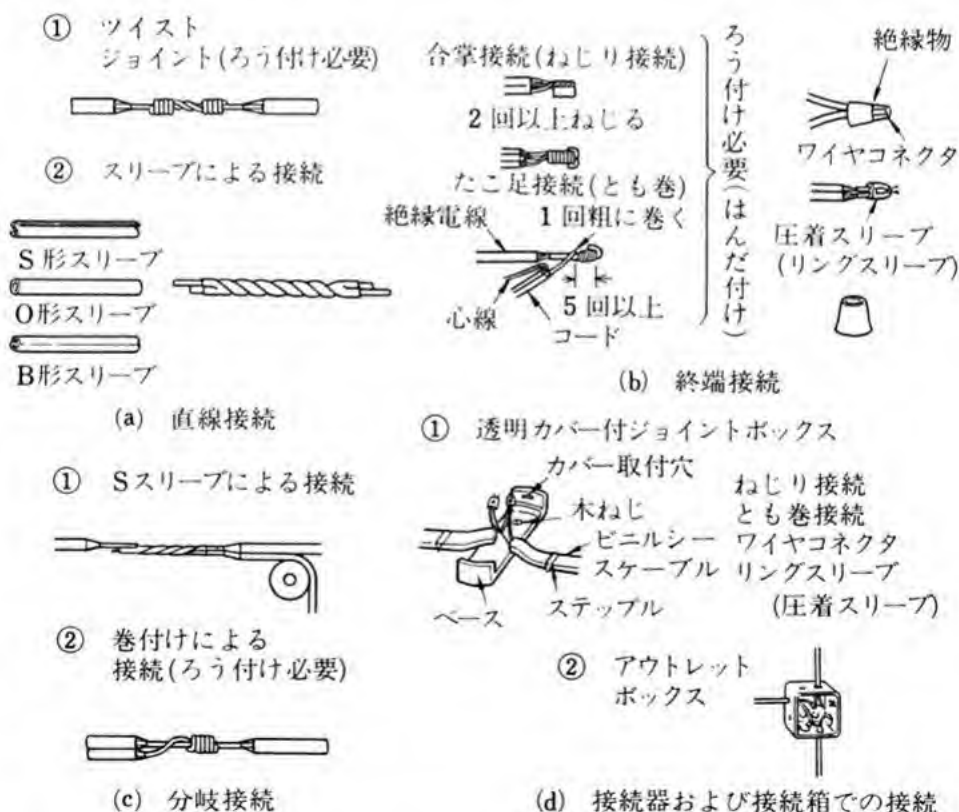 ① ツイスト
ジョイント(ろう付け必要)
② スリーブによる接続
S形スリーブ
O形スリーブ
B形スリーブ
(a) 直線接続
合掌接続(ねじり接続)
2回以上ねじる
たこ足接続(とも巻)
絶縁電線
1回粗に巻く
心線
5回以上
コード
ろう付け必要(はんだ付け)
絶縁物
ワイヤコネクタ
圧着スリーブ
(リングスリーブ)
(b) 終端接続
① Sスリーブによる接続
② 巻付けによる
接続(ろう付け必要)
(c) 分岐接続
① 透明カバー付ジョイントボックス
カバー取付穴
木ねじ
ビニルシー
スケーブル
ベース
ステップル
ねじり接続
とも巻接続
ワイヤコネクタ
リングスリーブ
(圧着スリーブ)
② アウトレット
ボックス
(d) 接続器および接続箱での接続